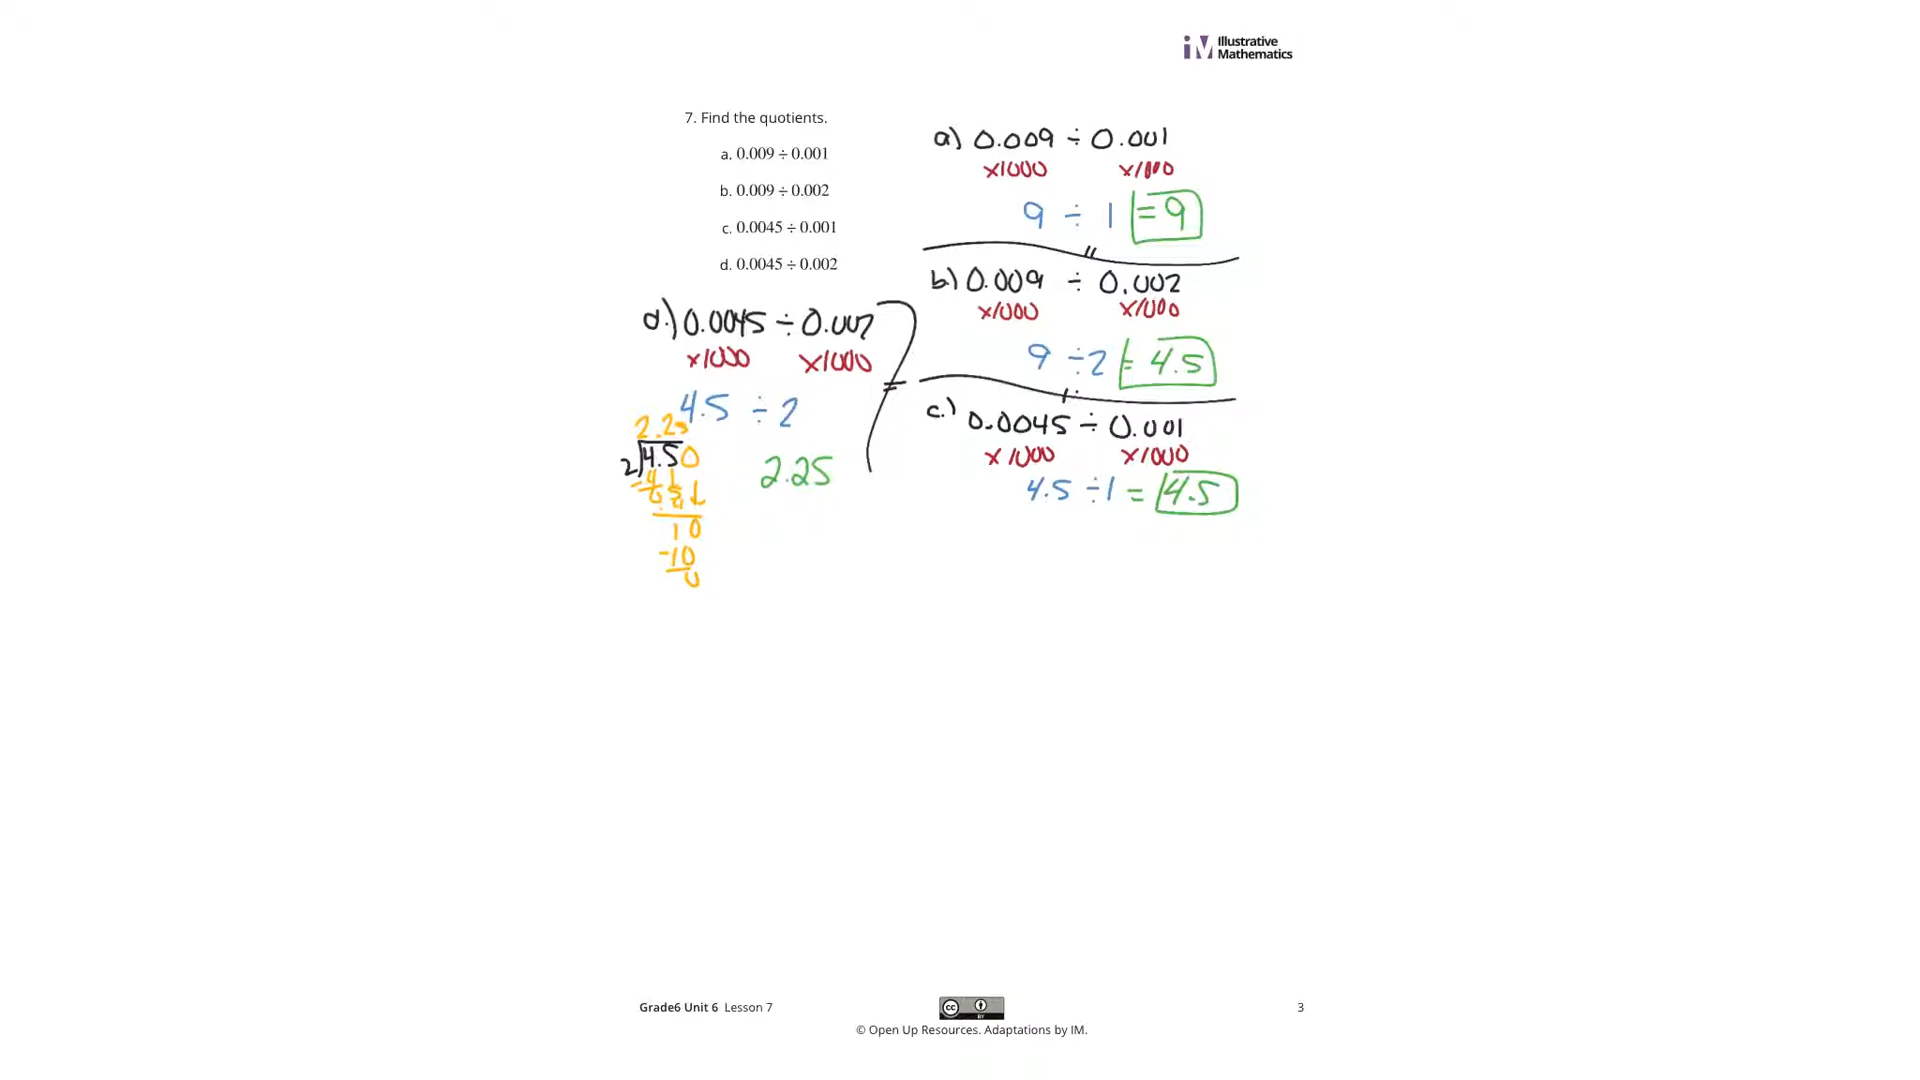 Illustrative
Mathematics
7. Find the quotients.
a. 0.009 ÷ 0.001
b. 0.009 ÷ 0.002
c. 0.0045 ÷ 0.001
d. 0.0045 ÷ 0.002
a.) 0.009 ÷ 0.001
x1000 x1000
9 ÷ 1 = 9
b.) 0.009 ÷ 0.002
x1000 x1000
9 ÷ 2 = 4.5
c.) 0.0045 ÷ 0.001
x1000 x1000
4.5 ÷ 1 = 4.5
d.) 0.0045 ÷ 0.002
x1000 x1000
4.5 ÷ 2
2.25
2.25
2 4.50
-4
10
-10
0
Grade6 Unit 6 Lesson 7
cc
BY
3
© Open Up Resources. Adaptations by IM.